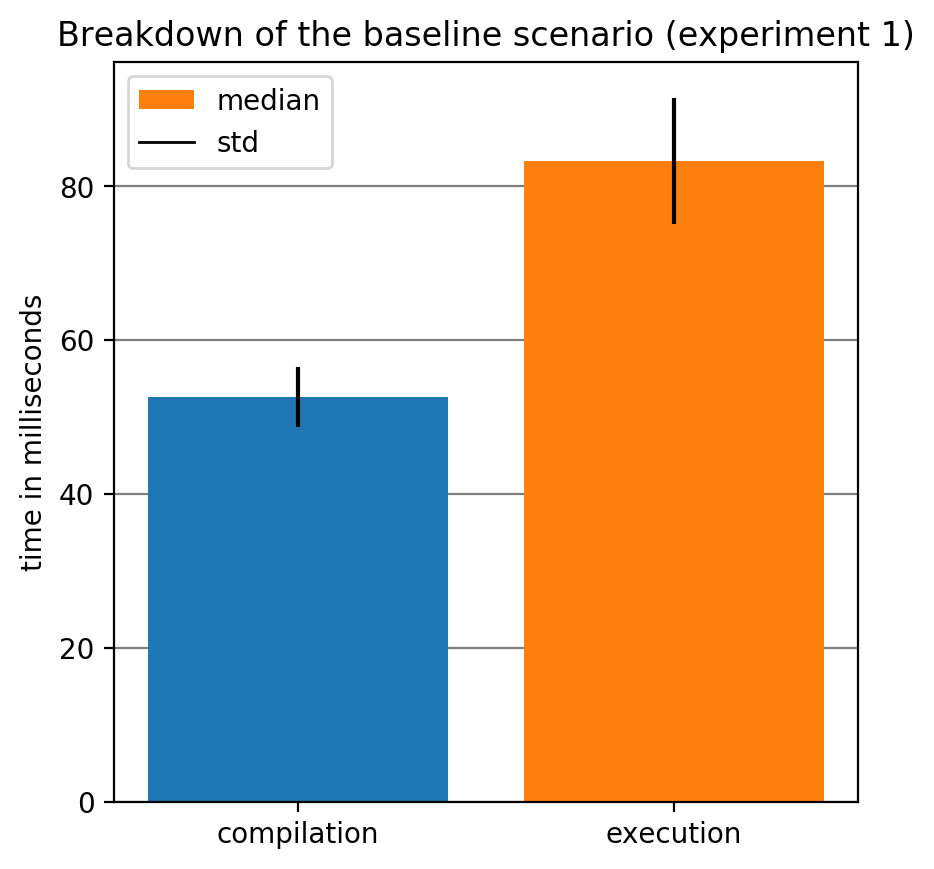 Breakdown of the baseline scenario (experiment 1)
median
std
80
60
40
20
0
time in milliseconds
compilation
execution